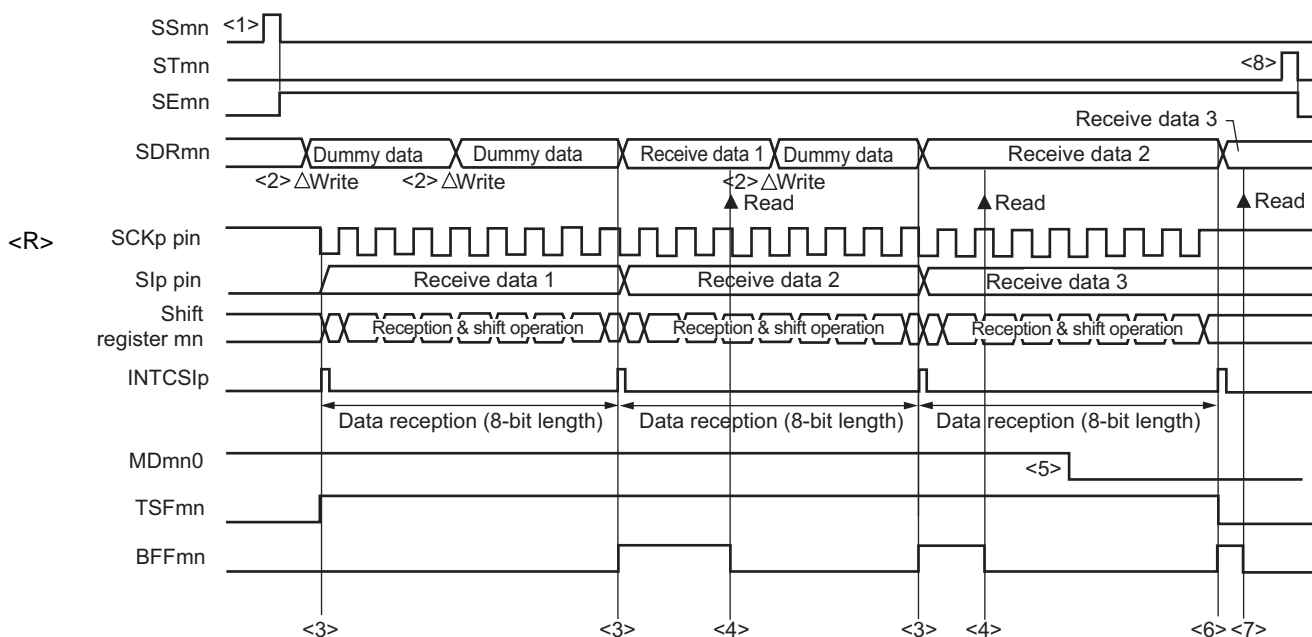 SSmn <1>
STmn <8>
SEmn
Receive data 3
SDRmn Dummy data Dummy data Receive data 1 Dummy data Receive data 2
<2> △Write <2> △Write <2> △Write
▲ Read ▲ Read ▲ Read
<R> SCKp pin
SIp pin Receive data 1 Receive data 2 Receive data 3
Shift
register mn Reception & shift operation Reception & shift operation Reception & shift operation
INTCSIp
Data reception (8-bit length) Data reception (8-bit length) Data reception (8-bit length)
MDmn0 <5>
TSFmn
BFFmn
<3> <3> <4> <3> <4> <6> <7>